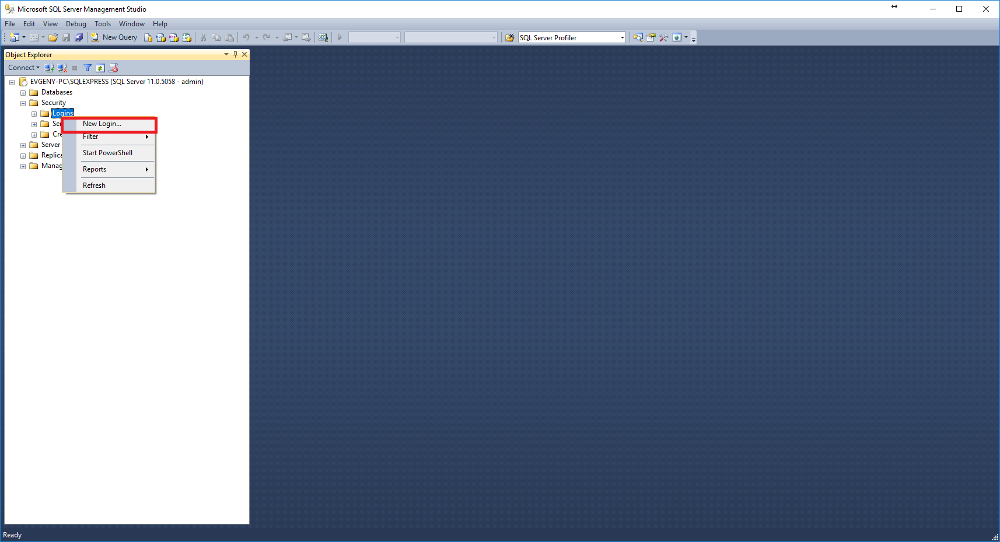 Microsoft SQL Server Management Studio
File Edit View Debug Tools Window Help
New Query
SQL Server Profiler
Object Explorer
Connect
EVGENY-PC\SQLEXPRESS (SQL Server 11.0.5058 - admin)
Databases
Security
Logins
Ser
Cre
Server
Replica
Manag
New Login...
Filter
Start PowerShell
Reports
Refresh
Ready